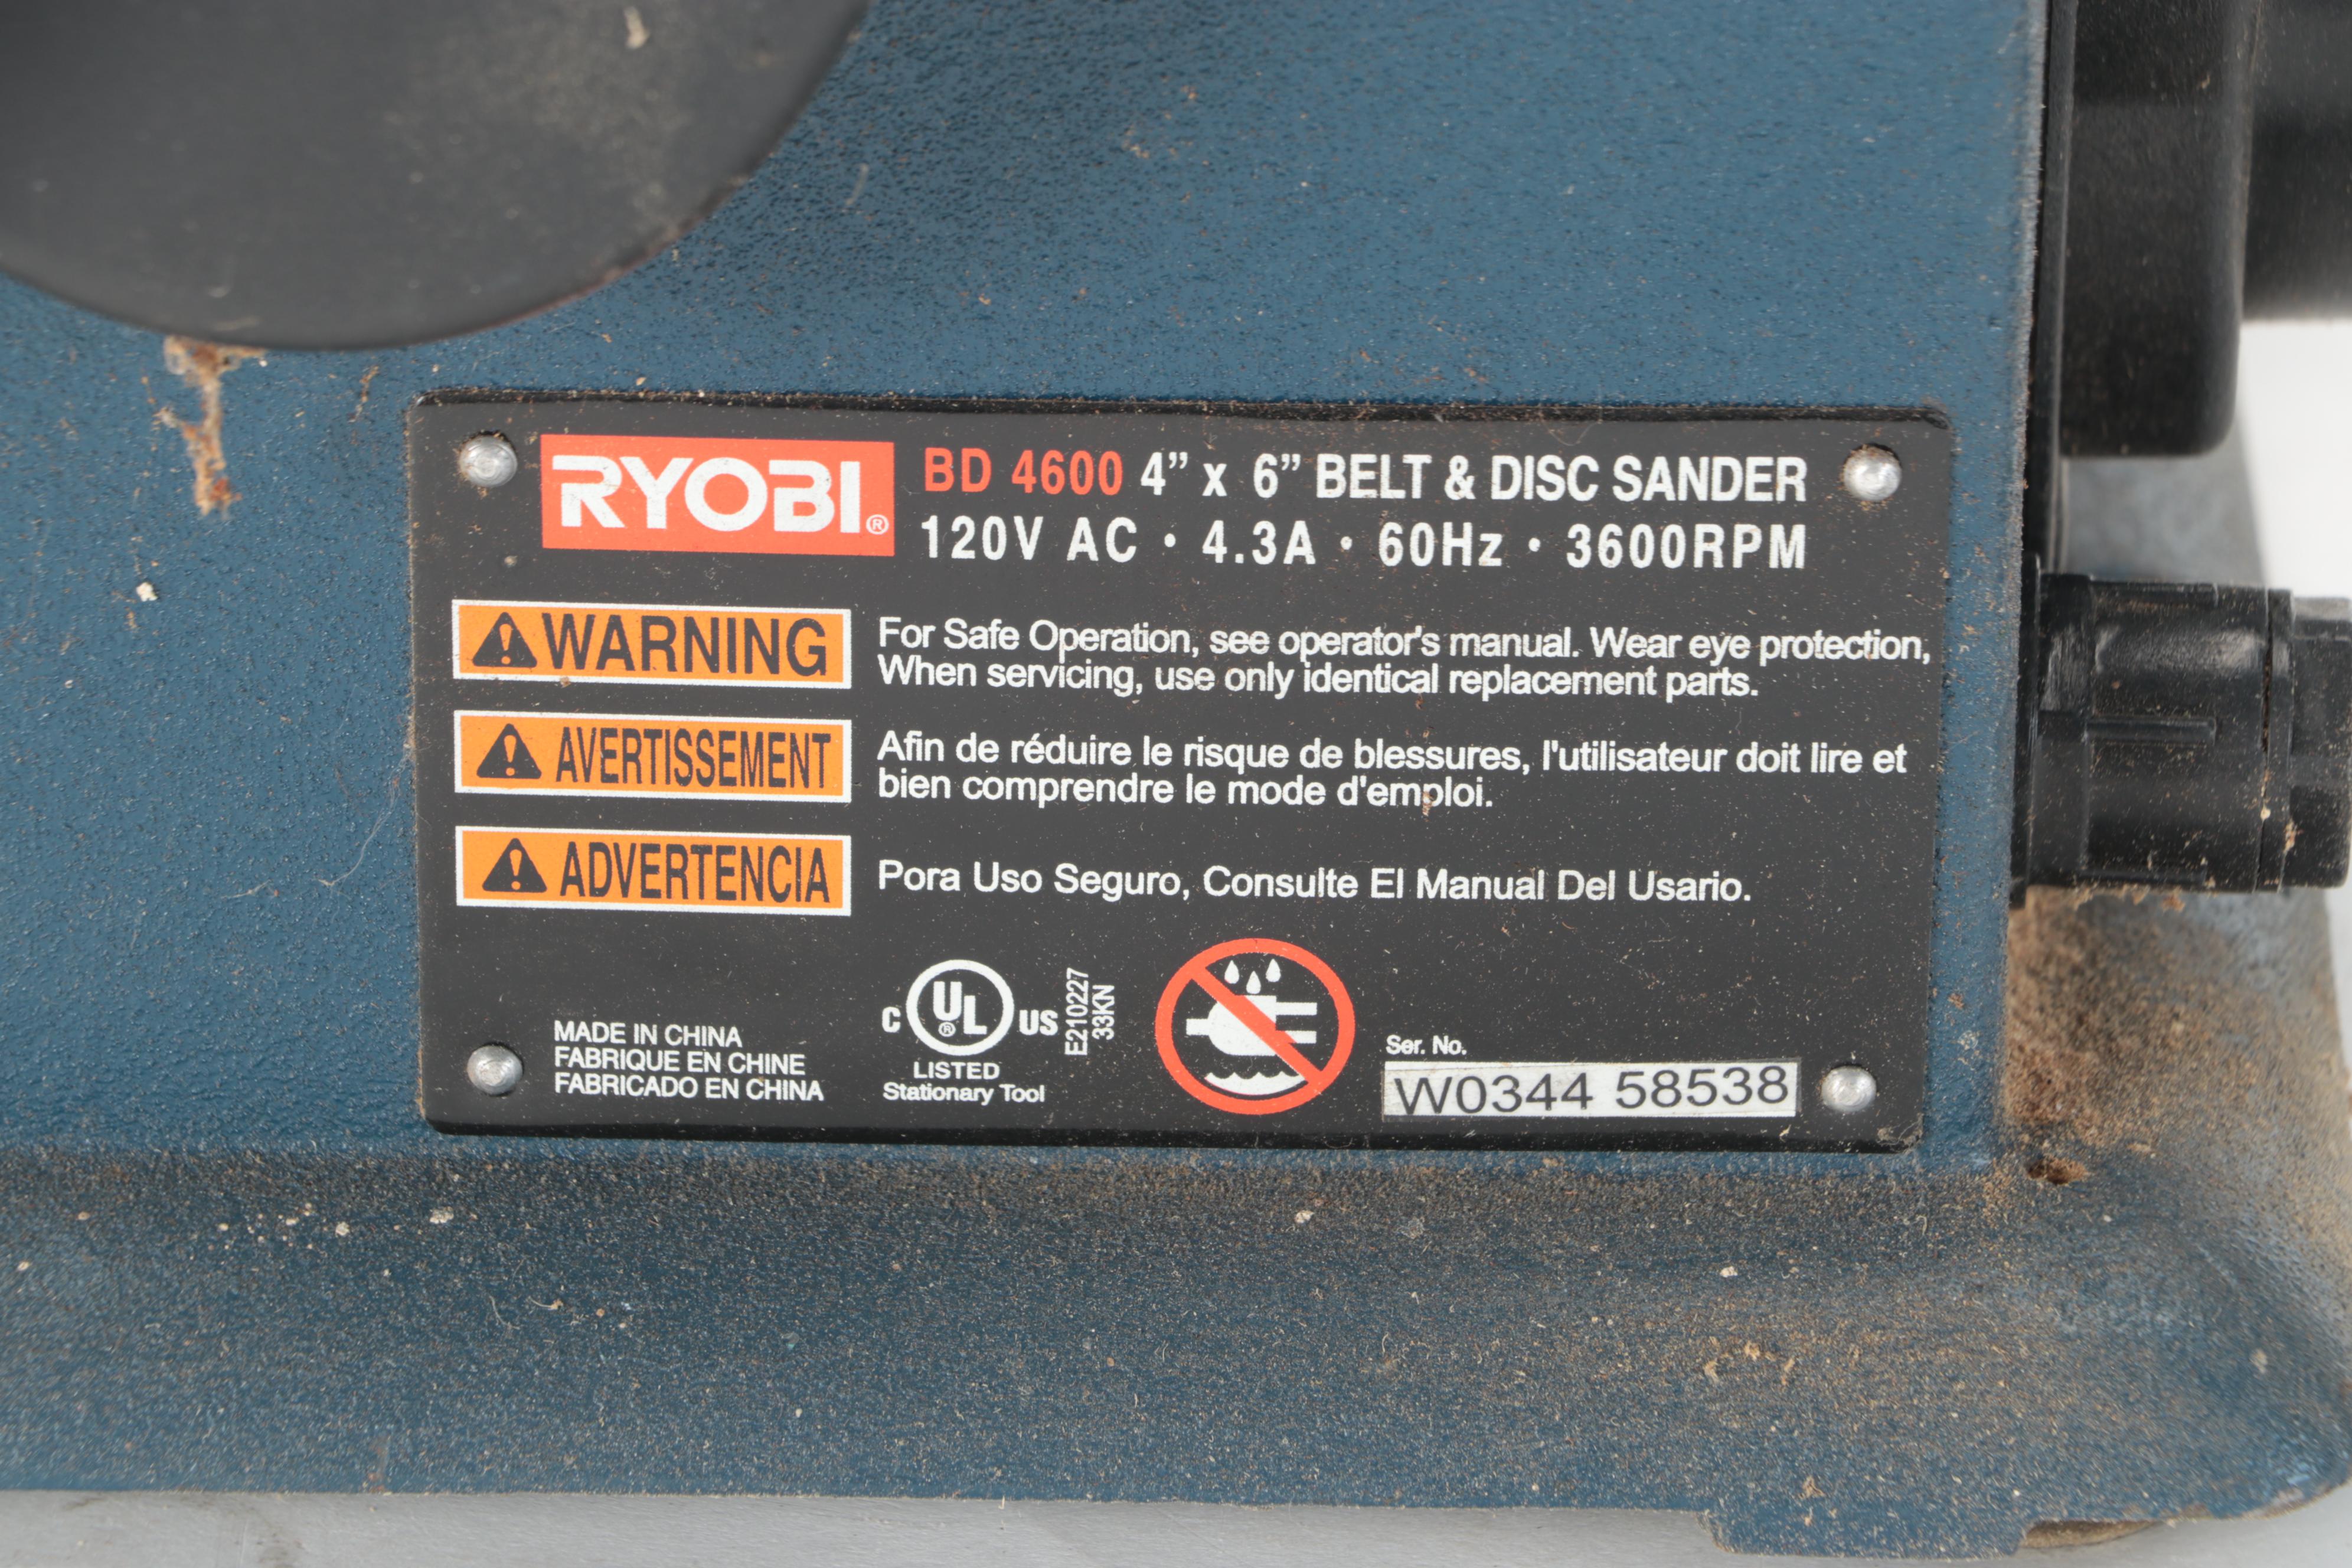 RYOBI®
BD 4600 4” x 6” BELT & DISC SANDER
120V AC · 4.3A · 60Hz · 3600RPM
WARNING
For Safe Operation, see operator's manual. Wear eye protection,
When servicing, use only identical replacement parts.
AVERTISSEMENT
Afin de réduire le risque de blessures, l'utilisateur doit lire et
bien comprendre le mode d'emploi.
ADVERTENCIA
Pora Uso Seguro, Consulte El Manual Del Usario.
MADE IN CHINA
FABRIQUE EN CHINE
FABRICADO EN CHINA
C UL® US
LISTED
Stationary Tool
E210227
33KN
Ser. No.
W0344 58538